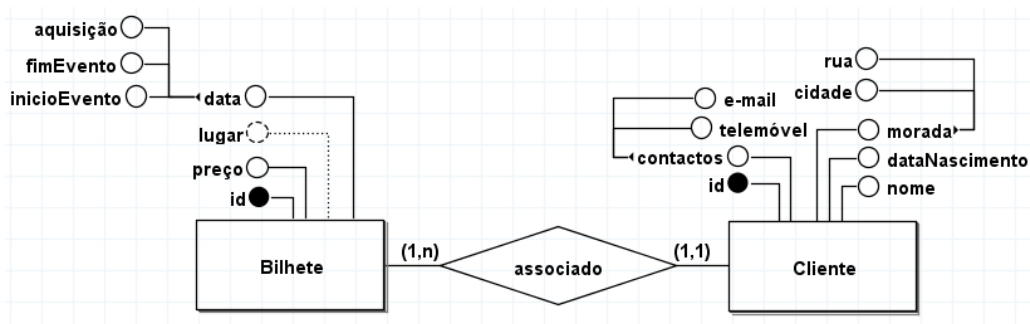 aquisição
fimEvento
inicioEvento
data
lugar
preço
id
Bilhete
(1,n)
associado
(1,1)
rua
cidade
e-mail
telemóvel
morada
contactos
dataNascimento
id
nome
Cliente